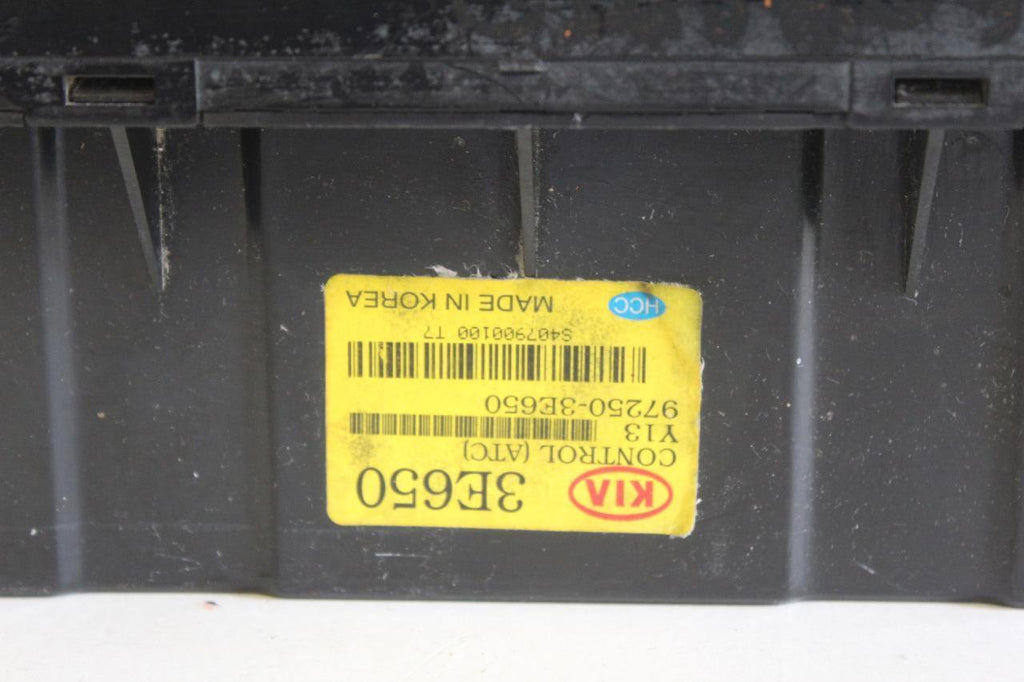 KIA 3E650
CONTROL (ATC)
Y13
97250-3E650
S407900100 T7
HCC MADE IN KOREA